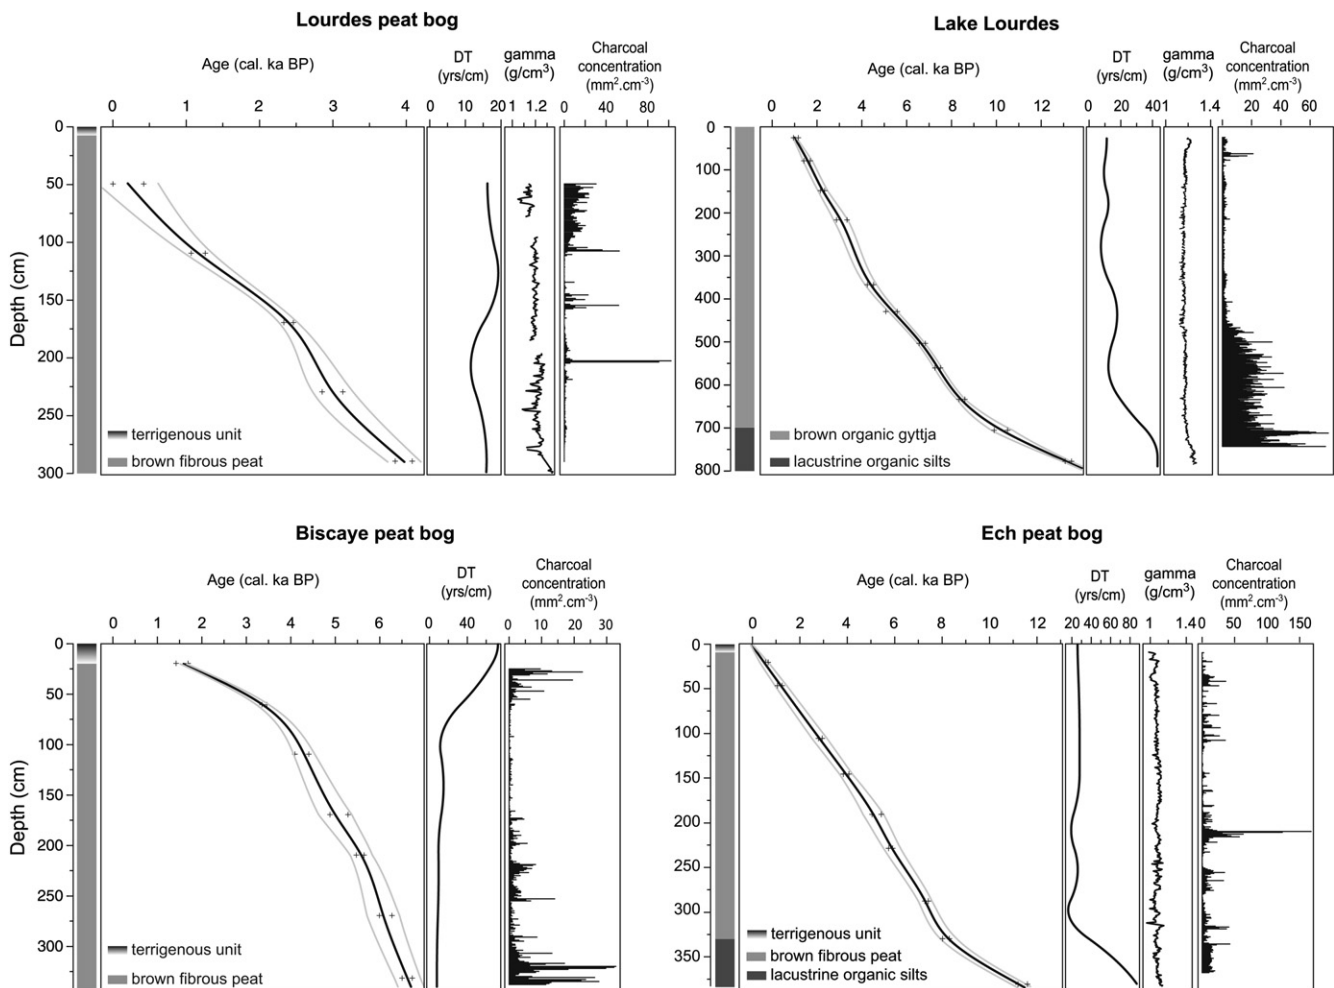 Lourdes peat bog
Age (cal. ka BP)
DT
(yrs/cm)
gamma
(g/cm³)
Charcoal
concentration
(mm².cm⁻³)
0 1 2 3 4
0 10 20
1 1.2
0 40 80
Depth (cm)
0
50
100
150
200
250
300
terrigenous unit
brown fibrous peat
Lake Lourdes
Age (cal. ka BP)
DT
(yrs/cm)
gamma
(g/cm³)
Charcoal
concentration
(mm².cm⁻³)
0 2 4 6 8 10 12
0 20 40
1 1.4
20 40 60
0
100
200
300
400
500
600
700
800
brown organic gyttja
lacustrine organic silts
Biscaye peat bog
Age (cal. ka BP)
DT
(yrs/cm)
Charcoal
concentration
(mm².cm⁻³)
0 1 2 3 4 5 6
0 40
0 10 20 30
Depth (cm)
0
50
100
150
200
250
300
terrigenous unit
brown fibrous peat
Ech peat bog
Age (cal. ka BP)
DT
(yrs/cm)
gamma
(g/cm³)
Charcoal
concentration
(mm².cm⁻³)
0 2 4 6 8 10 12
20 40 60 80
1 1.4
0 50 100 150
0
50
100
150
200
250
300
350
terrigenous unit
brown fibrous peat
lacustrine organic silts